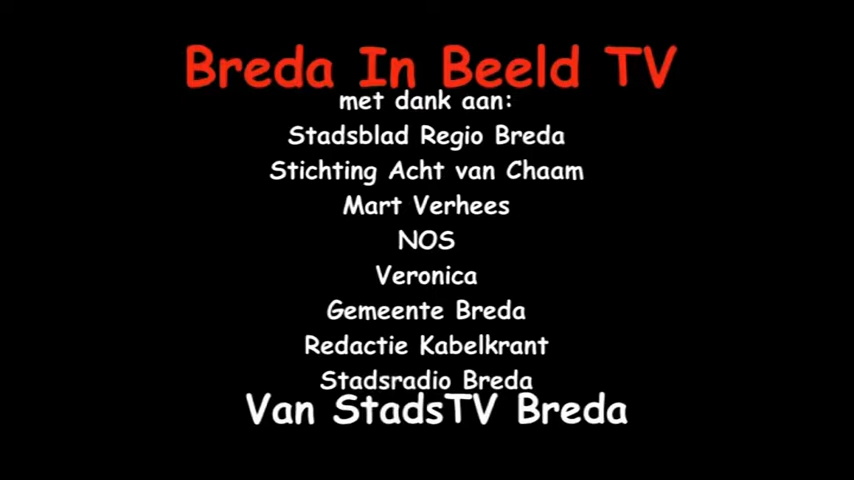 Breda In Beeld TV
met dank aan:
Stadsblad Regio Breda
Stichting Acht van Chaam
Mart Verhees
NOS
Veronica
Gemeente Breda
Redactie Kabelkrant
Stadsradio Breda
Van StadsTV Breda